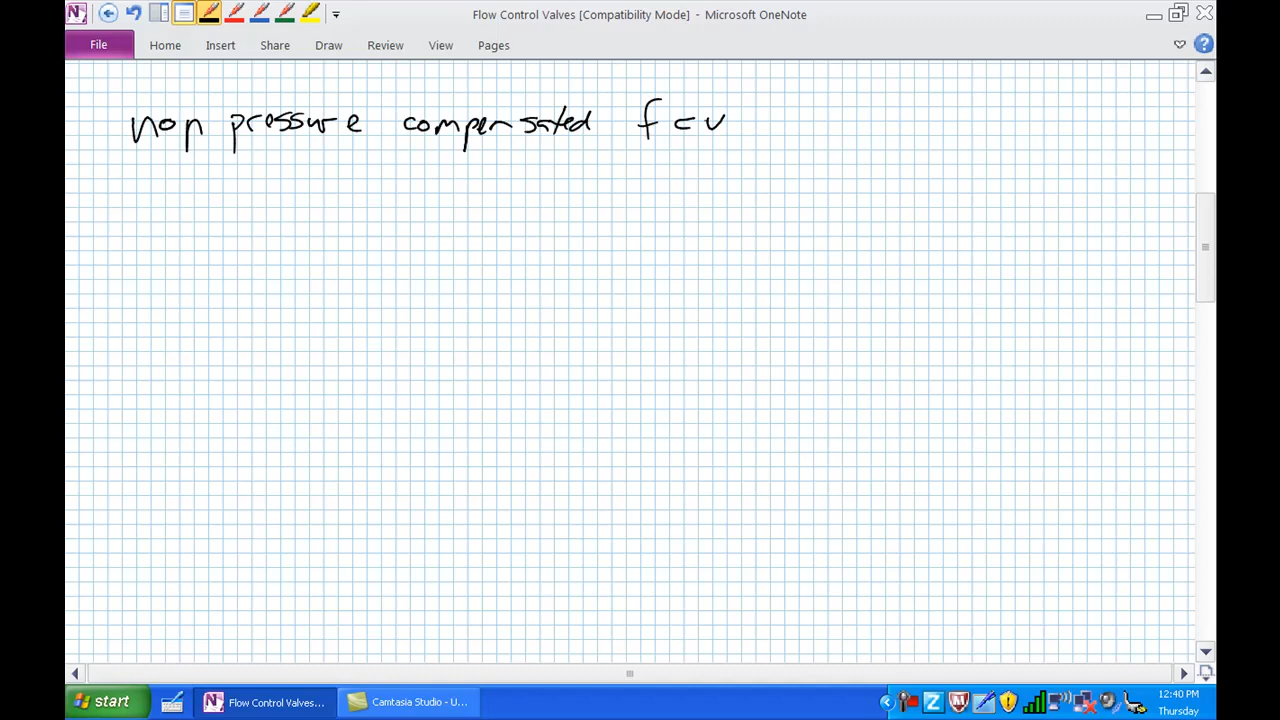 Flow Control Valves [Compatibility Mode] - Microsoft OneNote
File Home Insert Share Draw Review View Pages
non pressure compensated fcv
start Flow Control Valves... Camtasia Studio - U... 12:40 PM
Thursday